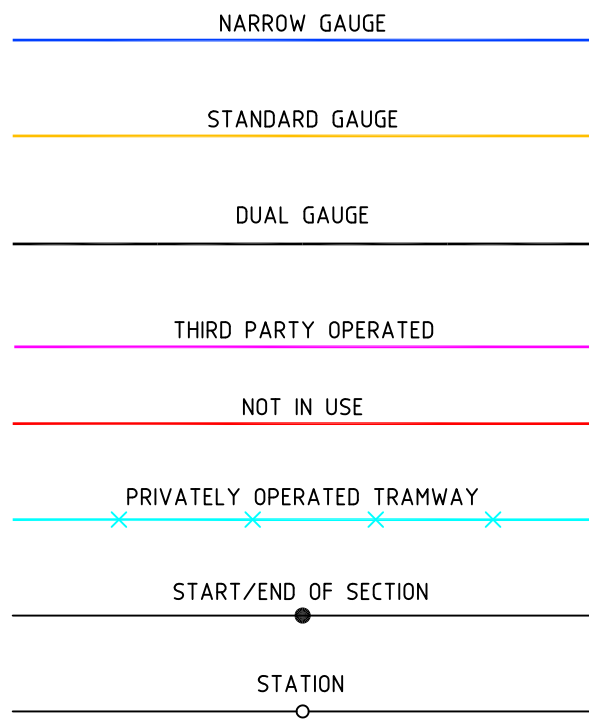 NARROW GAUGE
STANDARD GAUGE
DUAL GAUGE
THIRD PARTY OPERATED
NOT IN USE
PRIVATELY OPERATED TRAMWAY
START/END OF SECTION
STATION